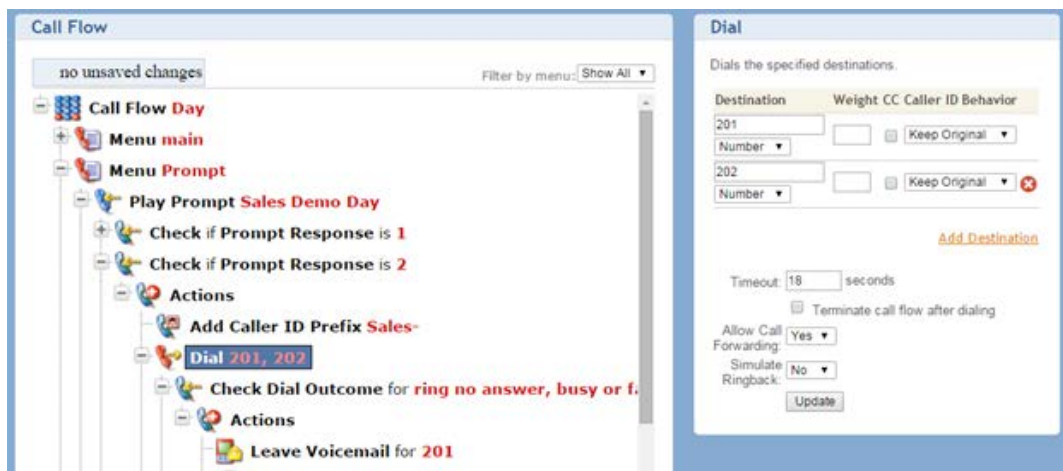 Call Flow
no unsaved changes
Filter by menu: Show All
Call Flow Day
Menu main
Menu Prompt
Play Prompt Sales Demo Day
Check if Prompt Response is 1
Check if Prompt Response is 2
Actions
Add Caller ID Prefix Sales-
Dial 201, 202
Check Dial Outcome for ring no answer, busy or f
Actions
Leave Voicemail for 201
Dial
Dials the specified destinations.
Destination Weight CC Caller ID Behavior
201
Number Keep Original
202
Number Keep Original
Add Destination
Timeout: 18 seconds
Terminate call flow after dialing
Allow Call Forwarding: Yes
Simulate Ringback: No
Update